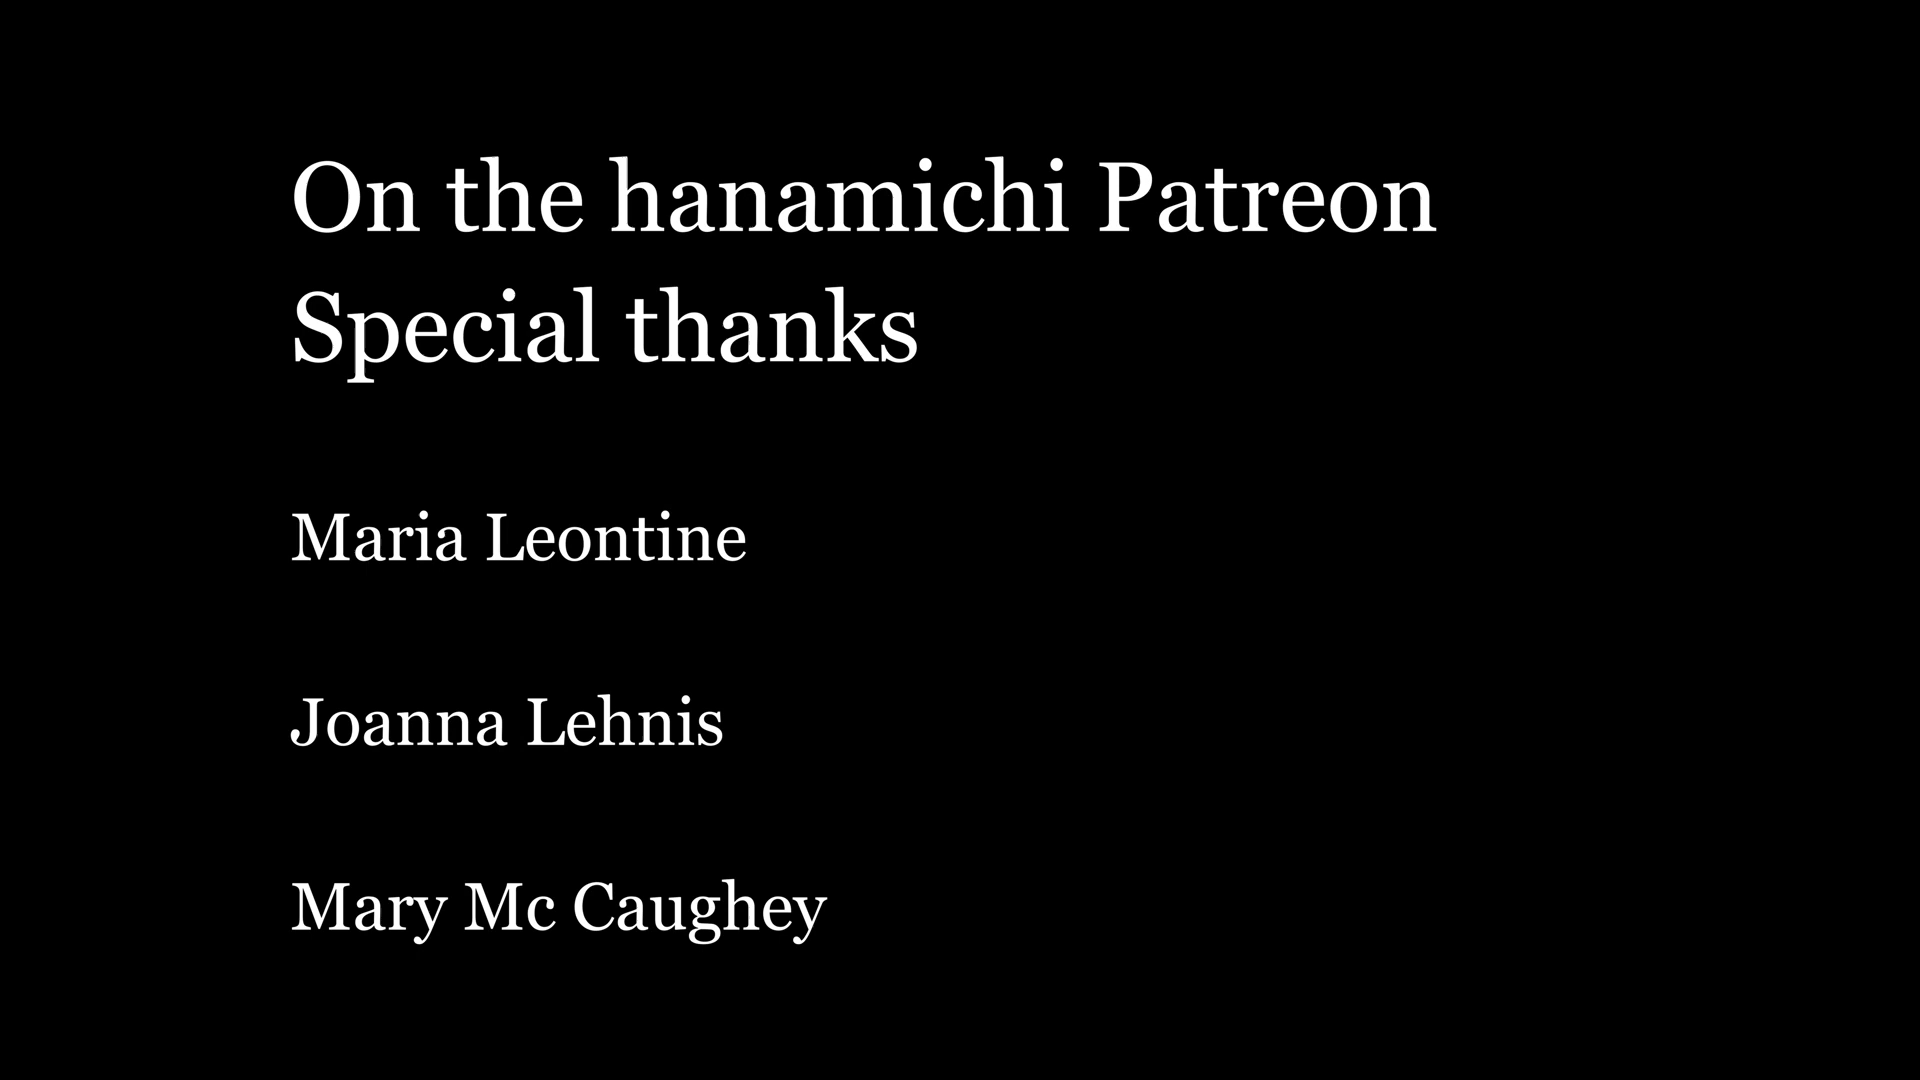 On the hanamichi Patreon
Special thanks
Maria Leontine
Joanna Lehnis
Mary Mc Caughey